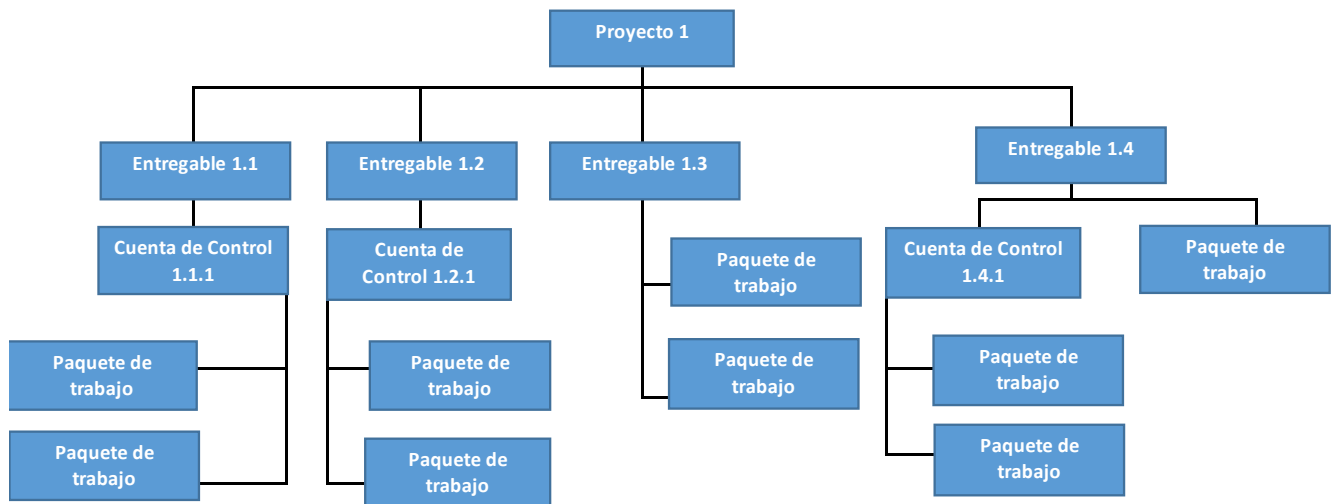 Proyecto 1
Entregable 1.1
Entregable 1.2
Entregable 1.3
Entregable 1.4
Cuenta de Control
1.1.1
Cuenta de
Control 1.2.1
Paquete de
trabajo
Cuenta de Control
1.4.1
Paquete de
trabajo
Paquete de
trabajo
Paquete de
trabajo
Paquete de
trabajo
Paquete de
trabajo
Paquete de
trabajo
Paquete de
trabajo
Paquete de
trabajo